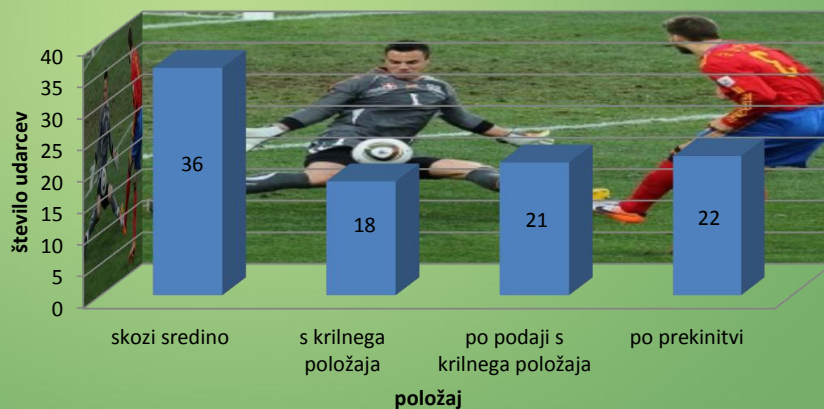 število udarcev
40
35
30
25
20
15
10
5
0
36
18
21
22
skozi sredino
s krilnega
položaja
po podaji s
krilnega položaja
po prekinitvi
položaj